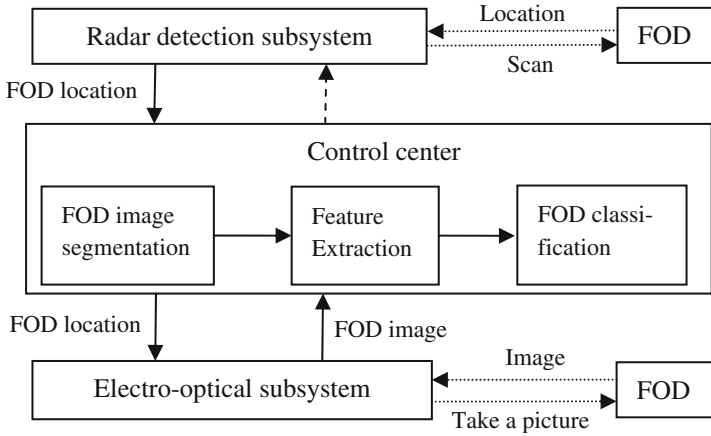 Location
Radar detection subsystem
FOD
Scan
FOD location
Control center
FOD image
segmentation
Feature
Extraction
FOD classi-
fication
FOD location
FOD image
Image
Electro-optical subsystem
FOD
Take a picture